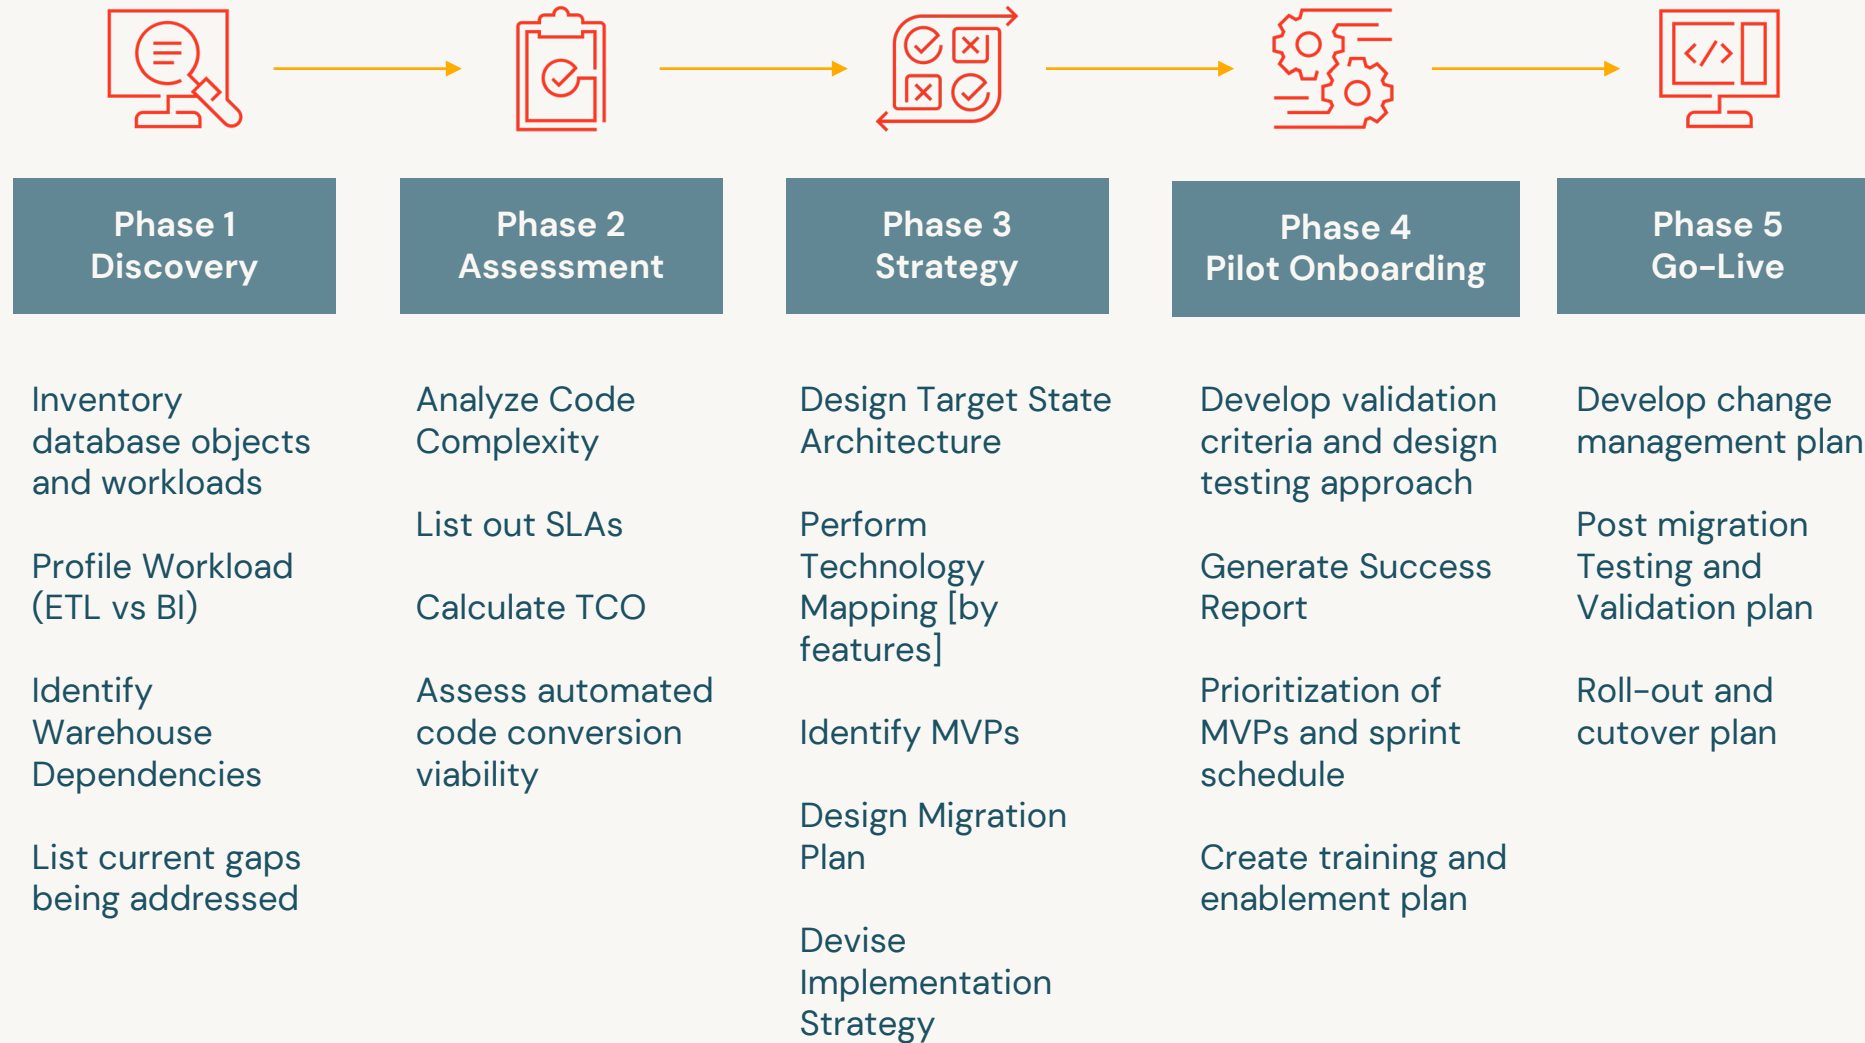 Phase 1
Discovery
Phase 2
Assessment
Phase 3
Strategy
Phase 4
Pilot Onboarding
Phase 5
Go-Live
Inventory
database objects
and workloads
Profile Workload
(ETL vs BI)
Identify
Warehouse
Dependencies
List current gaps
being addressed
Analyze Code
Complexity
List out SLAs
Calculate TCO
Assess automated
code conversion
viability
Design Target State
Architecture
Perform
Technology
Mapping [by
features]
Identify MVPs
Design Migration
Plan
Devise
Implementation
Strategy
Develop validation
criteria and design
testing approach
Generate Success
Report
Prioritization of
MVPs and sprint
schedule
Create training and
enablement plan
Develop change
management plan
Post migration
Testing and
Validation plan
Roll-out and
cutover plan